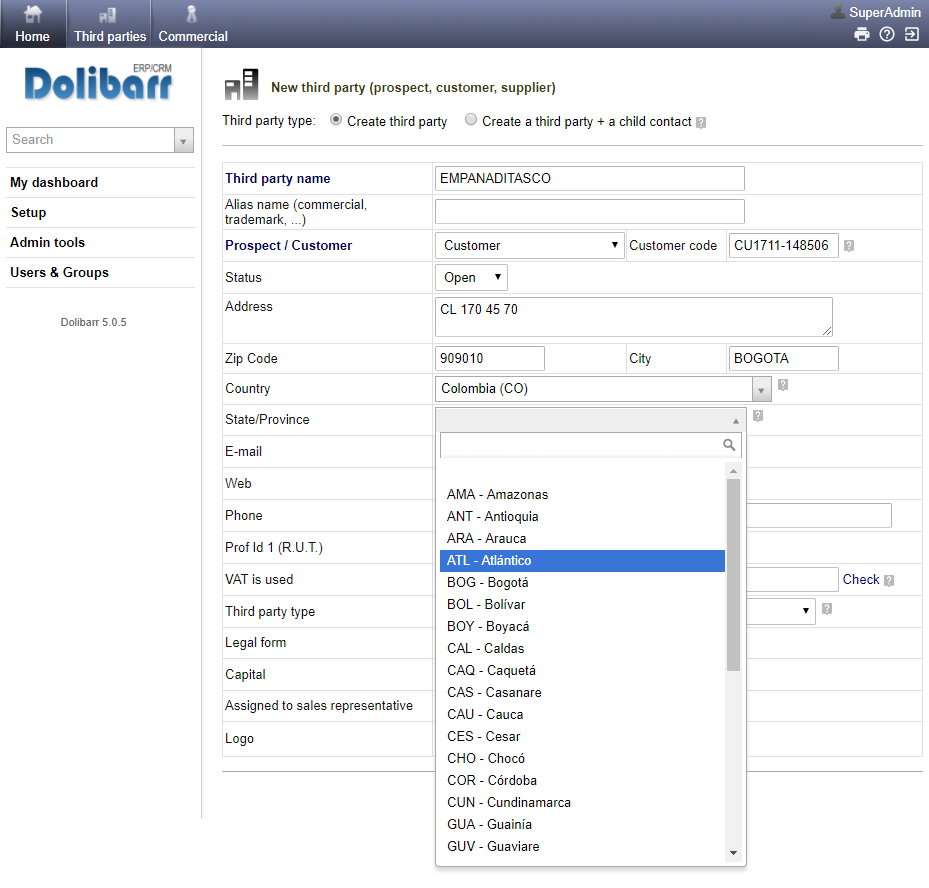 Home Third parties Commercial
SuperAdmin
Dolibarr ERP/CRM
Search
My dashboard
Setup
Admin tools
Users & Groups
Dolibarr 5.0.5
New third party (prospect, customer, supplier)
Third party type: Create third party Create a third party + a child contact ?
Third party name EMPANADITASCO
Alias name (commercial,
trademark, ...)
Prospect / Customer Customer Customer code CU1711-148506 ?
Status Open
Address CL 170 45 70
Zip Code 909010 City BOGOTA
Country Colombia (CO) ?
State/Province ?
E-mail
Web
Phone
Prof Id 1 (R.U.T.)
VAT is used Check ?
Third party type ?
Legal form
Capital
Assigned to sales representative
Logo
AMA - Amazonas
ANT - Antioquia
ARA - Arauca
ATL - Atlántico
BOG - Bogotá
BOL - Bolívar
BOY - Boyacá
CAL - Caldas
CAQ - Caquetá
CAS - Casanare
CAU - Cauca
CES - Cesar
CHO - Chocó
COR - Córdoba
CUN - Cundinamarca
GUA - Guainía
GUV - Guaviare